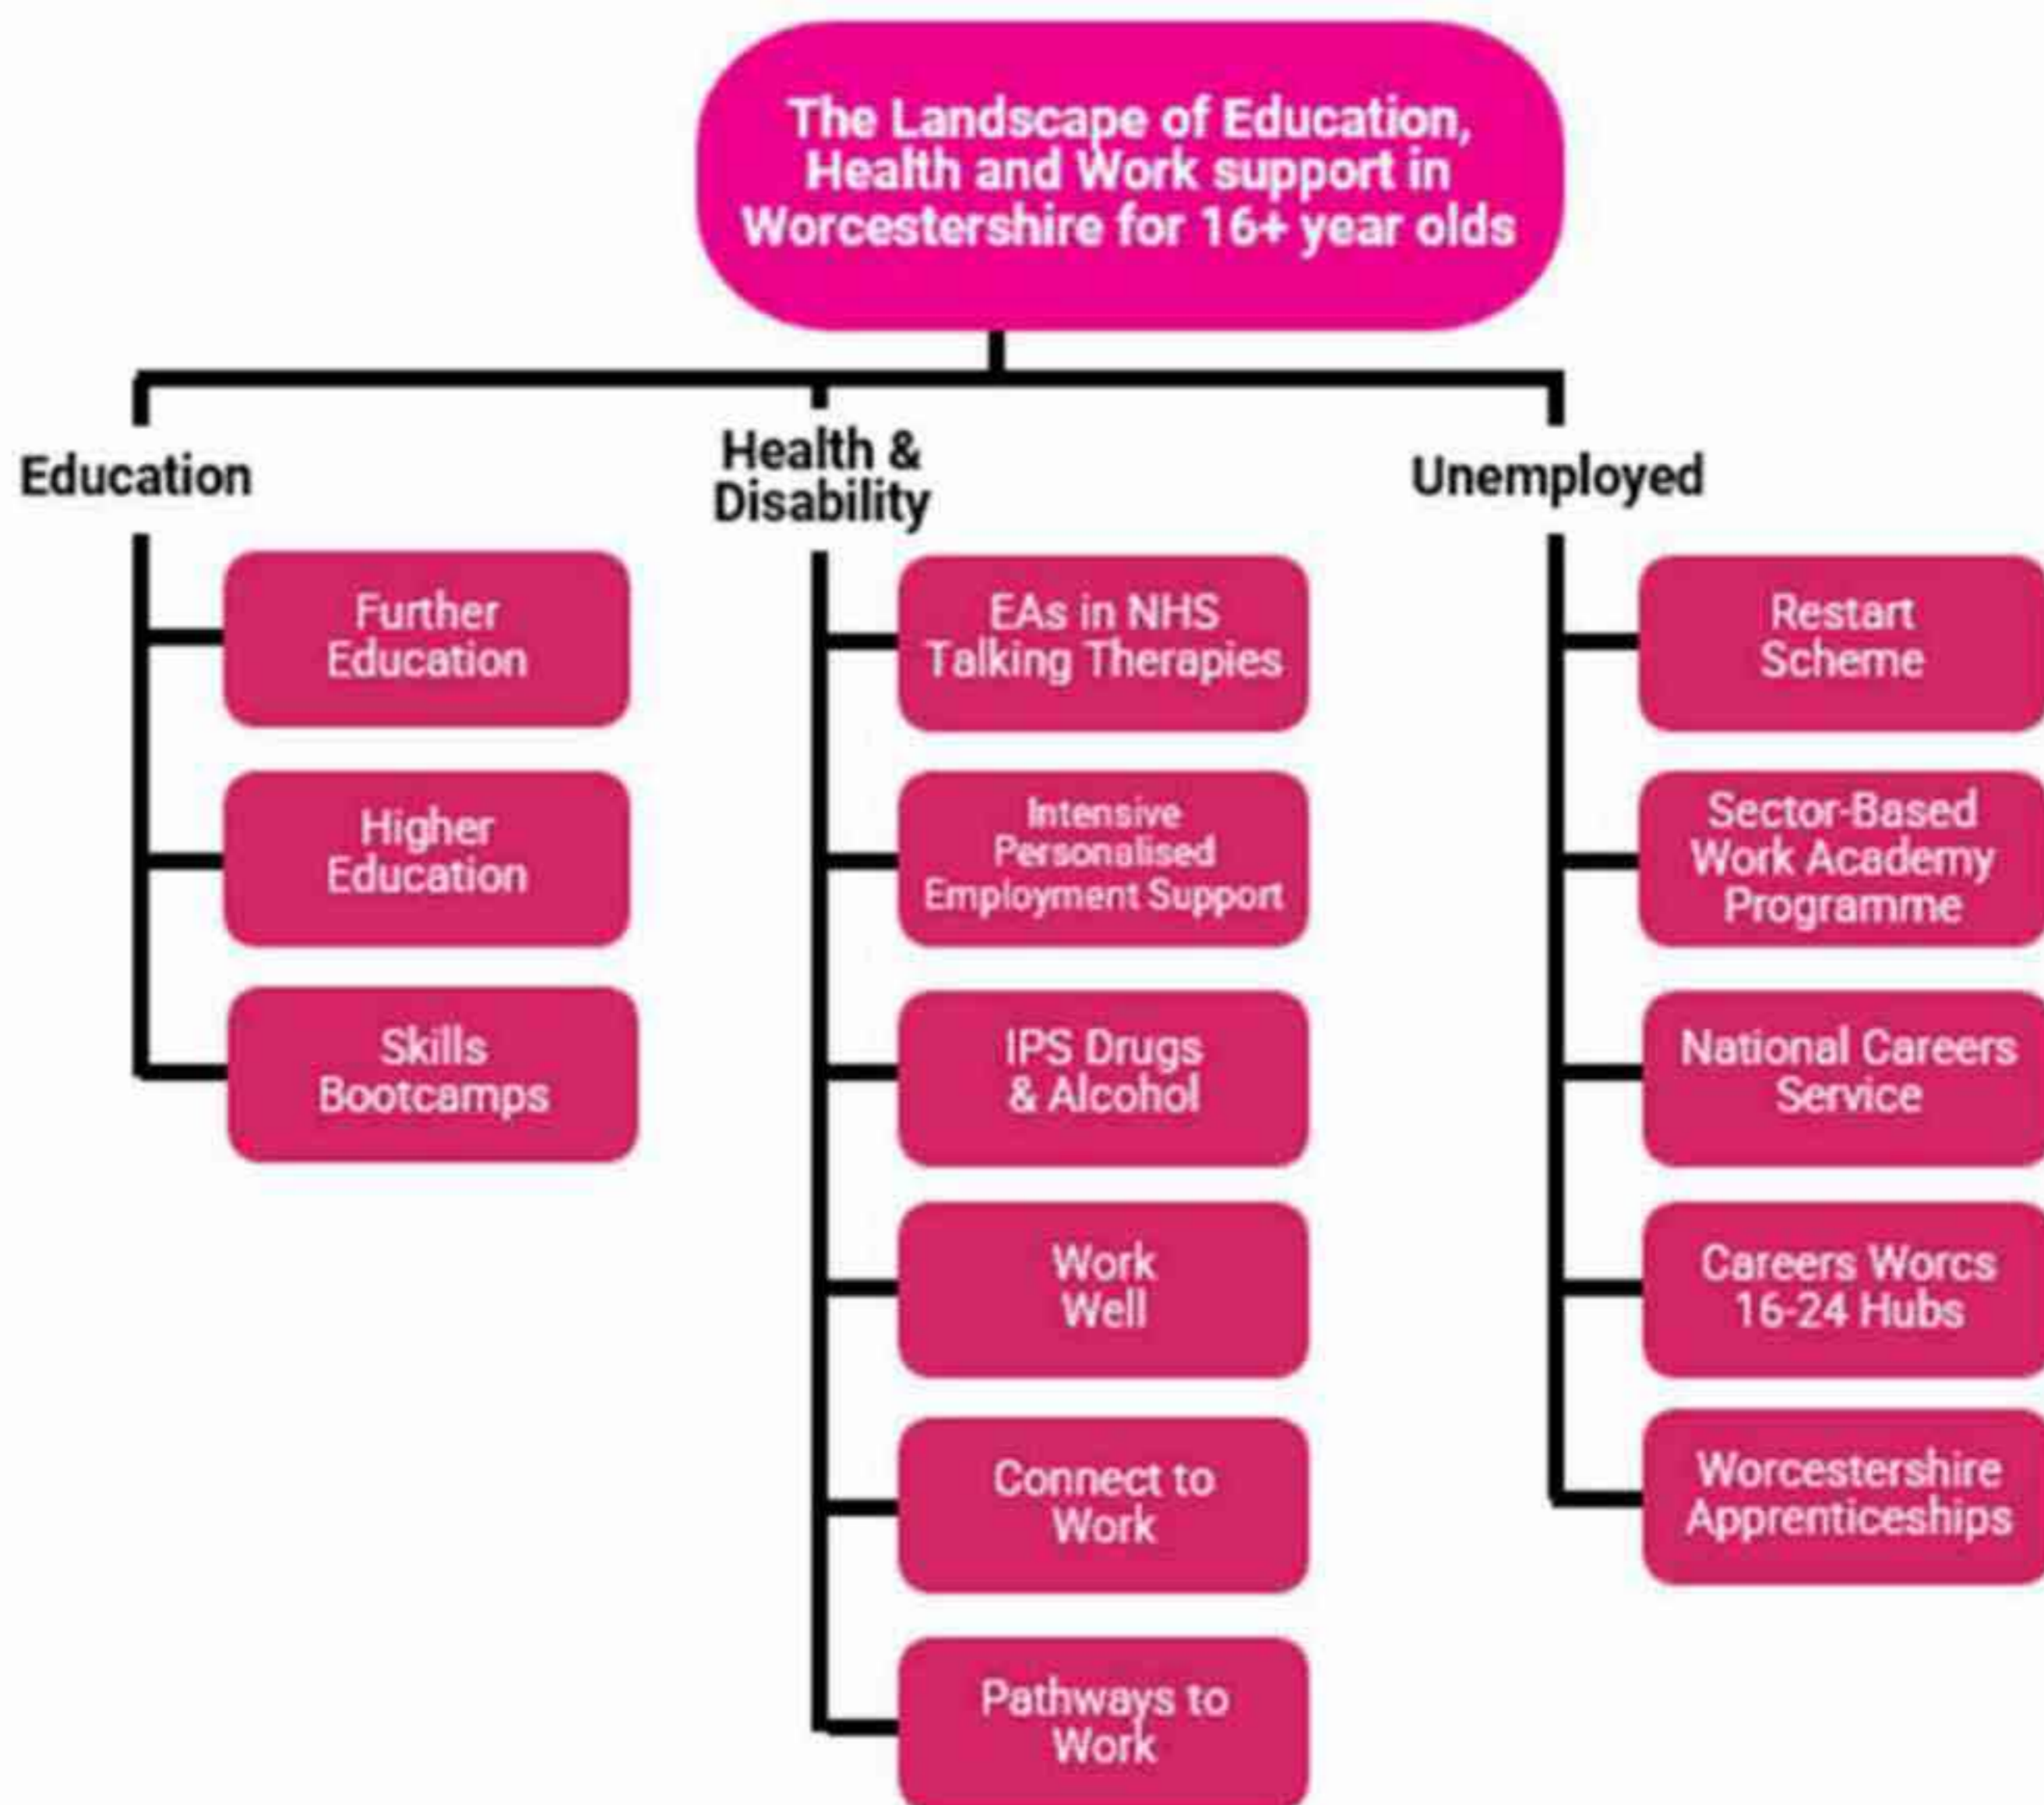 The Landscape of Education,
Health and Work support in
Worcestershire for 16+ year olds
Education
Further
Education
Higher
Education
Skills
Bootcamps
Health &
Disability
EAs in NHS
Talking Therapies
Intensive
Personalised
Employment Support
IPS Drugs
& Alcohol
Work
Well
Connect to
Work
Pathways to
Work
Unemployed
Restart
Scheme
Sector-Based
Work Academy
Programme
National Careers
Service
Careers Worcs
16-24 Hubs
Worcestershire
Apprenticeships